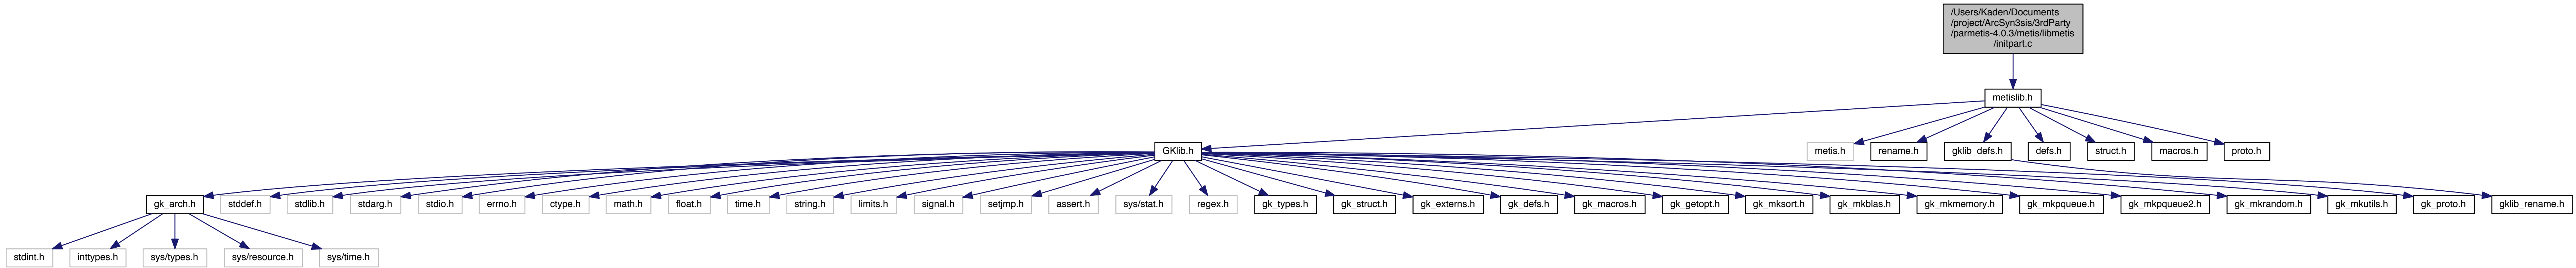 /Users/Kaden/Documents
/project/ArcSyn3sis/3rdParty
/parmetis-4.0.3/metis/libmetis
/initpart.c
metislib.h
GKlib.h
metis.h
rename.h
gklib_defs.h
defs.h
struct.h
macros.h
proto.h
gk_arch.h
stddef.h
stdlib.h
stdarg.h
stdio.h
errno.h
ctype.h
math.h
float.h
time.h
string.h
limits.h
signal.h
setjmp.h
assert.h
sys/stat.h
regex.h
gk_types.h
gk_struct.h
gk_externs.h
gk_defs.h
gk_macros.h
gk_getopt.h
gk_mksort.h
gk_mkblas.h
gk_mkmemory.h
gk_mkpqueue.h
gk_mkpqueue2.h
gk_mkrandom.h
gk_mkutils.h
gk_proto.h
gklib_rename.h
stdint.h
inttypes.h
sys/types.h
sys/resource.h
sys/time.h